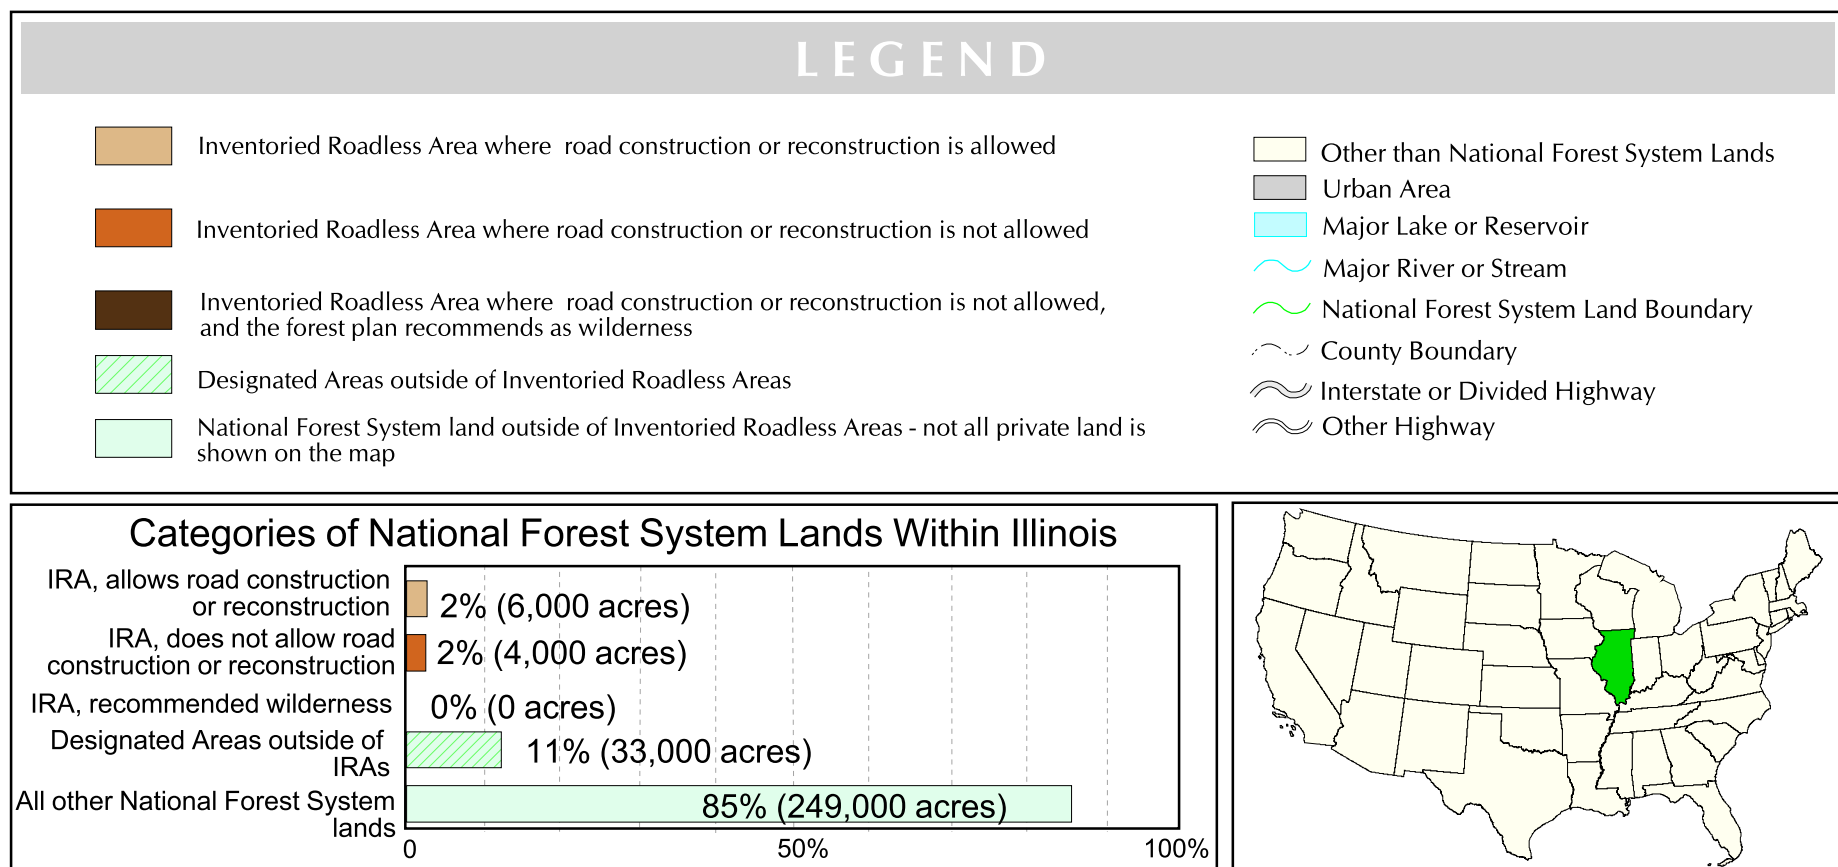 LEGEND
Inventoried Roadless Area where road construction or reconstruction is allowed
Inventoried Roadless Area where road construction or reconstruction is not allowed
Inventoried Roadless Area where road construction or reconstruction is not allowed,
and the forest plan recommends as wilderness
Designated Areas outside of Inventoried Roadless Areas
National Forest System land outside of Inventoried Roadless Areas - not all private land is
shown on the map
Other than National Forest System Lands
Urban Area
Major Lake or Reservoir
Major River or Stream
National Forest System Land Boundary
County Boundary
Interstate or Divided Highway
Other Highway
Categories of National Forest System Lands Within Illinois
IRA, allows road construction
or reconstruction
2% (6,000 acres)
IRA, does not allow road
construction or reconstruction
2% (4,000 acres)
IRA, recommended wilderness
0% (0 acres)
Designated Areas outside of
IRAs
11% (33,000 acres)
All other National Forest System
lands
85% (249,000 acres)
0
50%
100%